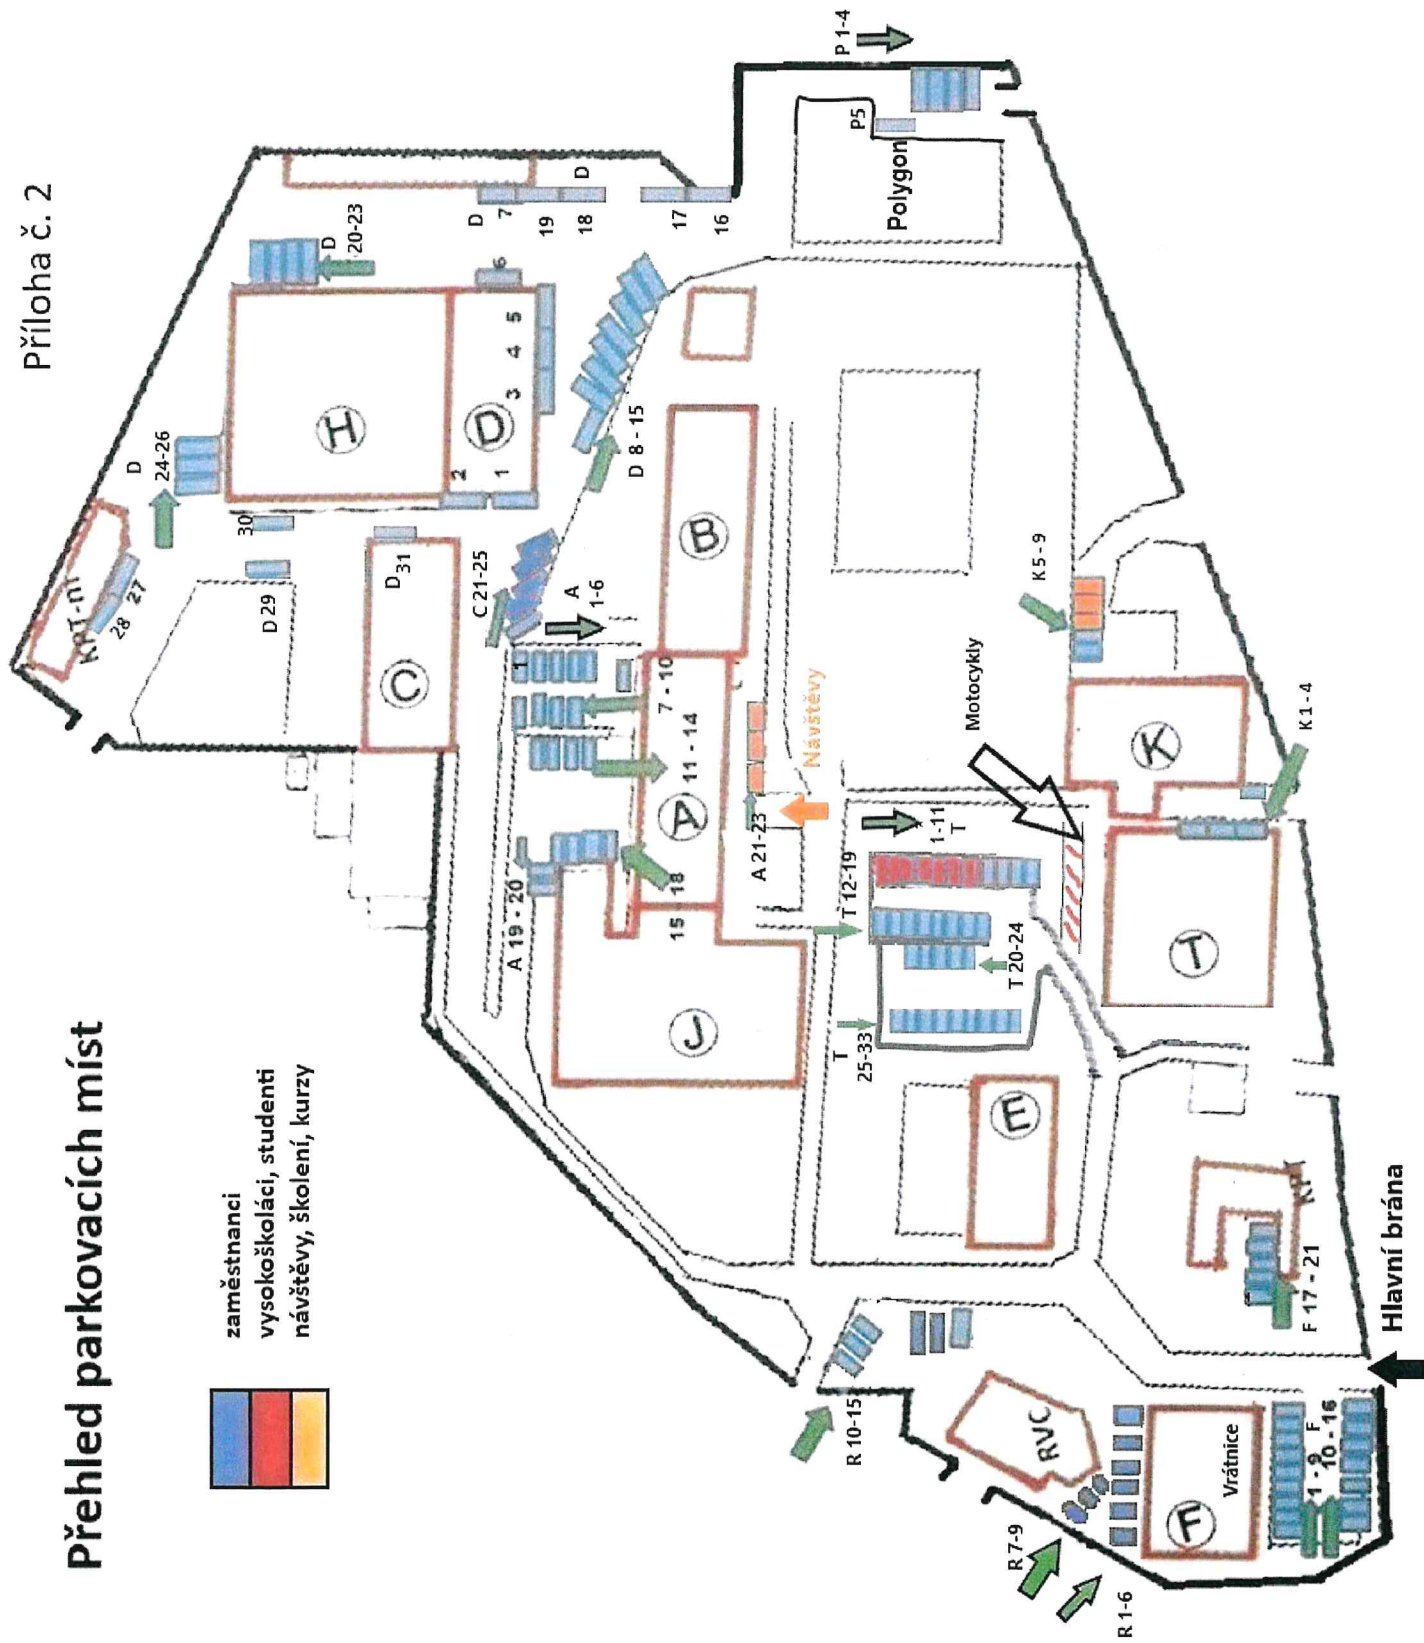 Příloha č. 2
Přehled parkovacích míst
zaměstnanci
vysokoškoláci, studenti
návštěvy, školení, kurzy
P 1-4
P5
Polygon
D
20-23
D
7
19
D
18
17
16
6
H
D
5
4
3
2
1
D
24-26
D 8 - 15
30
KRT-n
27
28
D 29
D 31
C
C 21-25
A
1-6
B
1
7 - 10
11 - 14
A
15 - 18
A 19 - 20
A 21-23
Návštěvy
J
K 5 - 9
Motocykly
K
K 1 - 4
T
1-11
T
T 12-19
T 20-24
T
25-33
E
F 17 - 21
Hlavní brána
R 10-15
RVC
R 7-9
R 1-6
F
Vrátnice
1 - 9
F
10 - 16